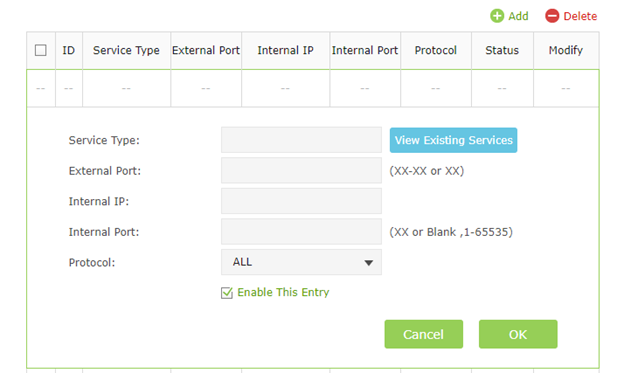 Add Delete
ID Service Type External Port Internal IP Internal Port Protocol Status Modify
-- -- -- -- -- -- -- -- --
Service Type: View Existing Services
External Port: (XX-XX or XX)
Internal IP:
Internal Port: (XX or Blank ,1-65535)
Protocol: ALL
Enable This Entry
Cancel OK